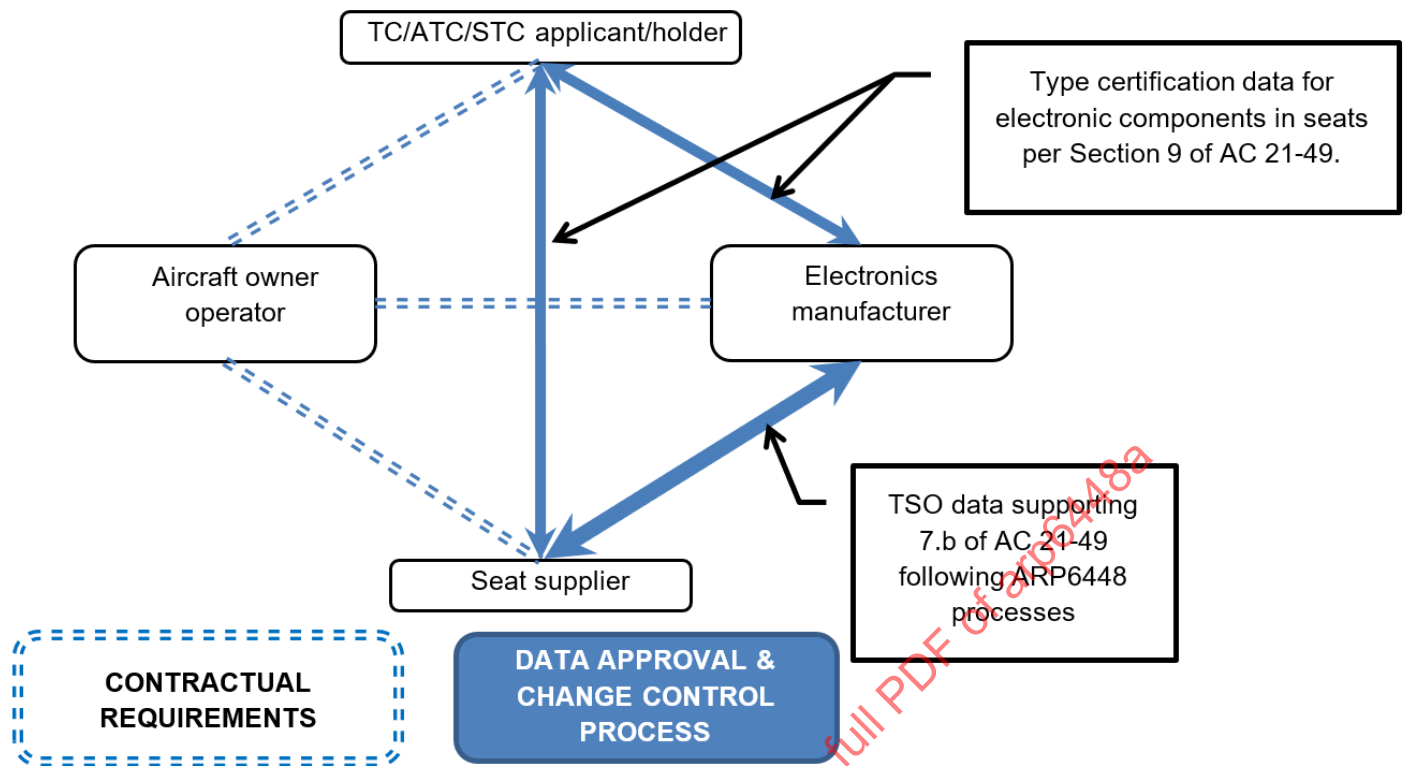 TC/ATC/STC applicant/holder
Type certification data for
electronic components in seats
per Section 9 of AC 21-49.
Aircraft owner
operator
Electronics
manufacturer
TSO data supporting
7.b of AC 21-49
following ARP6448
processes
Seat supplier
CONTRACTUAL
REQUIREMENTS
DATA APPROVAL &
CHANGE CONTROL
PROCESS
full PDF of arp6448a